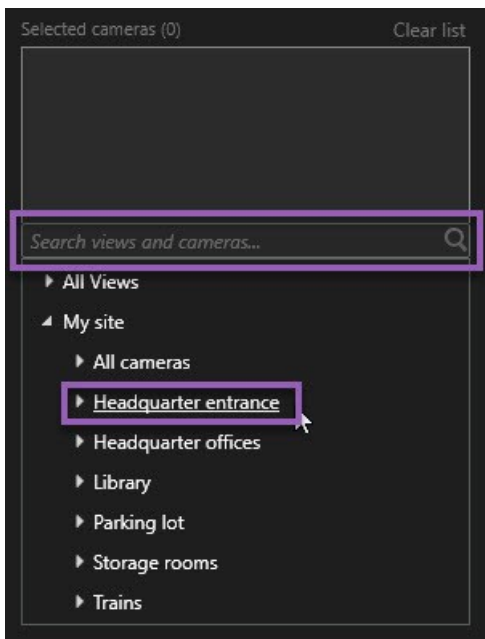 Selected cameras (0) Clear list
Search views and cameras...
All Views
My site
All cameras
Headquarter entrance
Headquarter offices
Library
Parking lot
Storage rooms
Trains